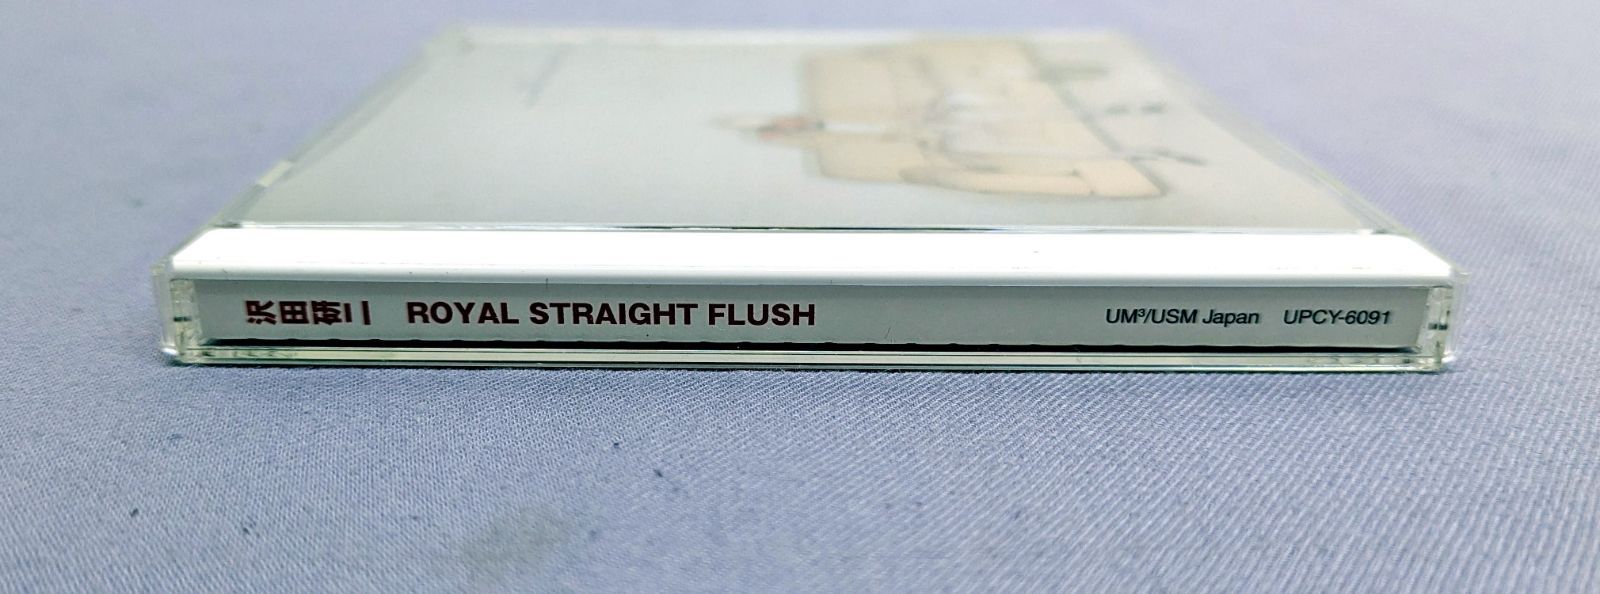 沢田研二 ROYAL STRAIGHT FLUSH UM³/USM Japan UPCY-6091